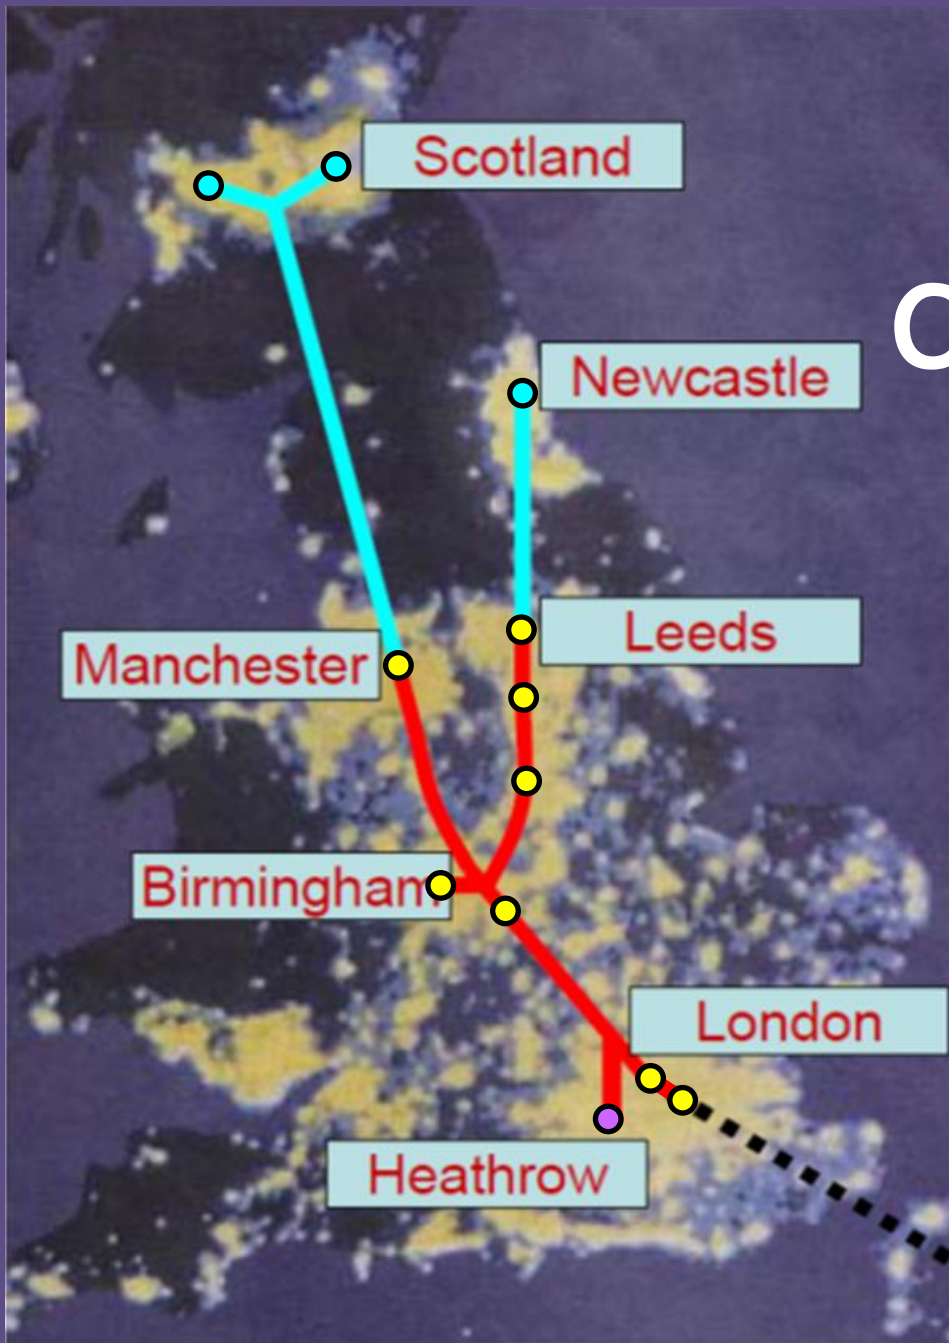 Scotland
Newcastle
Leeds
Manchester
Birmingham
London
Heathrow